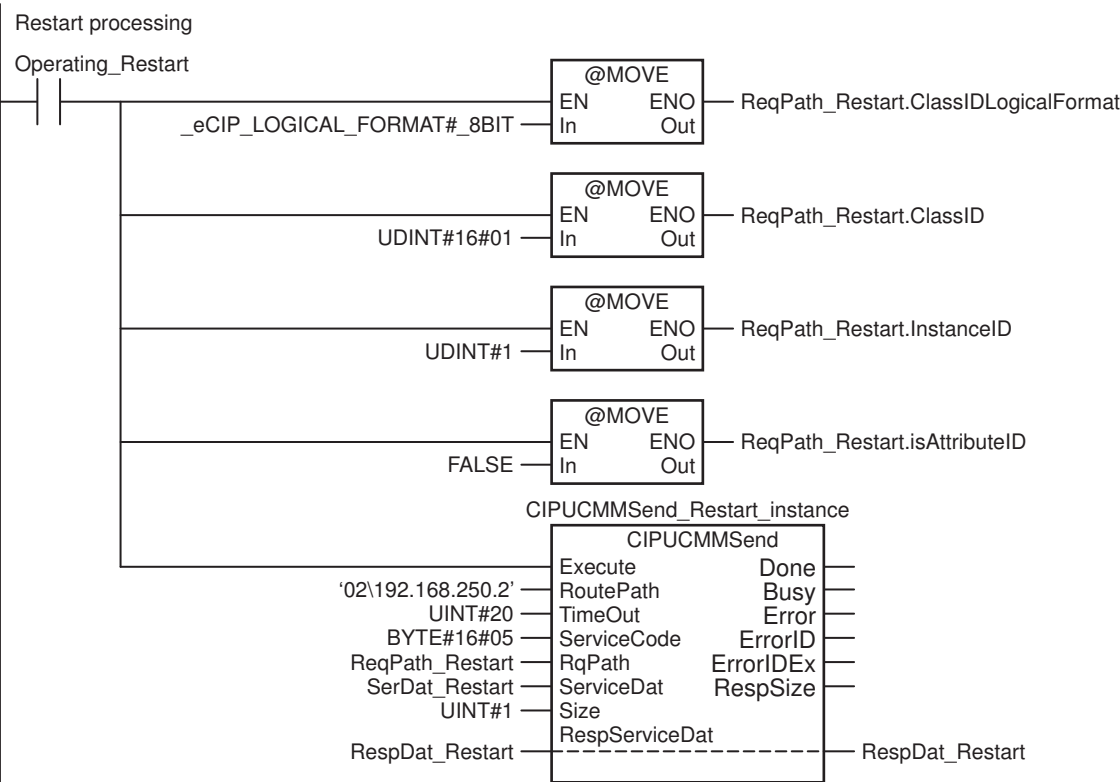 Restart processing
Operating_Restart
@MOVE
EN ENO ReqPath_Restart.ClassIDLogicalFormat
_eCIP_LOGICAL_FORMAT#_8BIT In Out
@MOVE
EN ENO ReqPath_Restart.ClassID
UDINT#16#01 In Out
@MOVE
EN ENO ReqPath_Restart.InstanceID
UDINT#1 In Out
@MOVE
EN ENO ReqPath_Restart.isAttributeID
FALSE In Out
CIPUCMMSend_Restart_instance
CIPUCMMSend
Execute Done
‘02\192.168.250.2’ RoutePath Busy
UINT#20 TimeOut Error
BYTE#16#05 ServiceCode ErrorID
ReqPath_Restart RqPath ErrorIDEx
SerDat_Restart ServiceDat RespSize
UINT#1 Size
RespServiceDat
RespDat_Restart RespDat_Restart